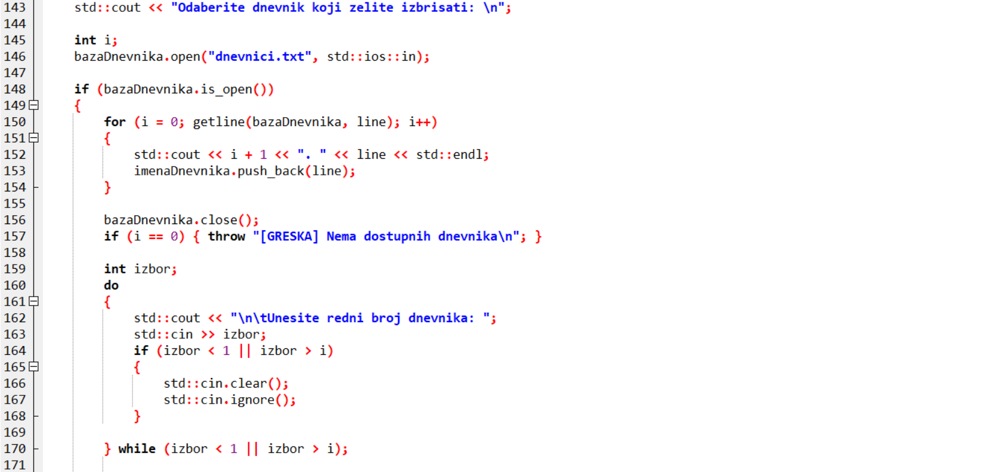 143 std::cout << "Odaberite dnevnik koji zelite izbrisati: \n";
144
145 int i;
146 bazaDnevnika.open("dnevnici.txt", std::ios::in);
147
148 if (bazaDnevnika.is_open())
149 {
150 for (i = 0; getline(bazaDnevnika, line); i++)
151 {
152 std::cout << i + 1 << ". " << line << std::endl;
153 imenaDnevnika.push_back(line);
154 }
155
156 bazaDnevnika.close();
157 if (i == 0) { throw "[GRESKA] Nema dostupnih dnevnika\n"; }
158
159 int izbor;
160 do
161 {
162 std::cout << "\n\tUnesite redni broj dnevnika: ";
163 std::cin >> izbor;
164 if (izbor < 1 || izbor > i)
165 {
166 std::cin.clear();
167 std::cin.ignore();
168 }
169
170 } while (izbor < 1 || izbor > i);
171